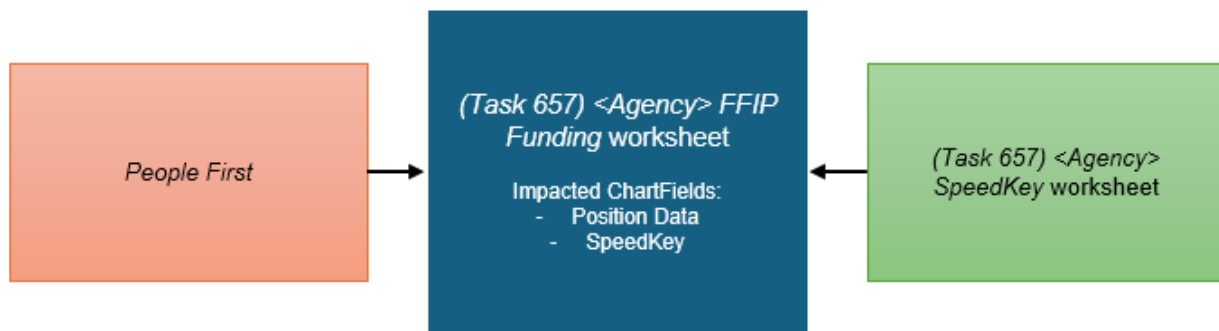 People First
(Task 657) <Agency> FFIP
Funding worksheet
Impacted ChartFields:
- Position Data
- SpeedKey
(Task 657) <Agency>
SpeedKey worksheet